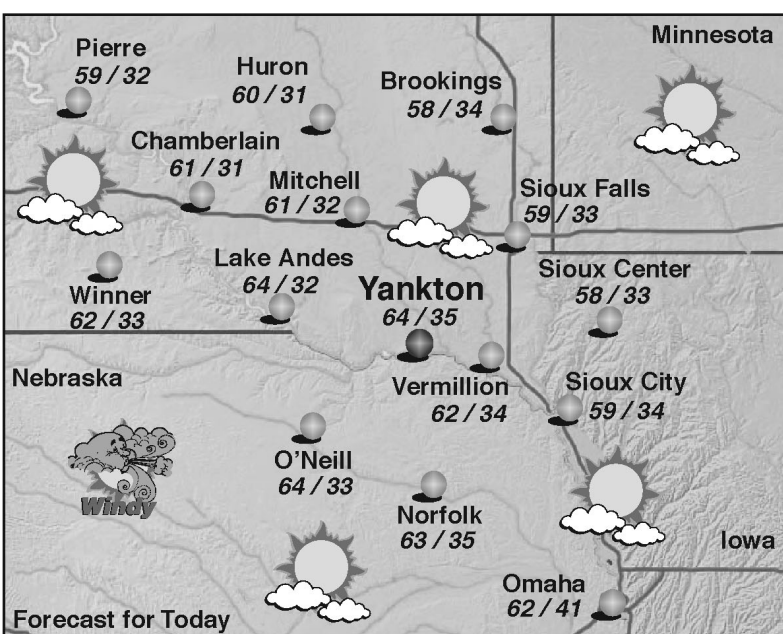 Minnesota
Pierre
59 / 32
Huron
60 / 31
Brookings
58 / 34
Chamberlain
61 / 31
Mitchell
61 / 32
Sioux Falls
59 / 33
Winner
62 / 33
Lake Andes
64 / 32
Yankton
64 / 35
Sioux Center
58 / 33
Nebraska
Vermillion
62 / 34
Sioux City
59 / 34
O'Neill
64 / 33
Windy
Norfolk
63 / 35
Iowa
Omaha
62 / 41
Forecast for Today